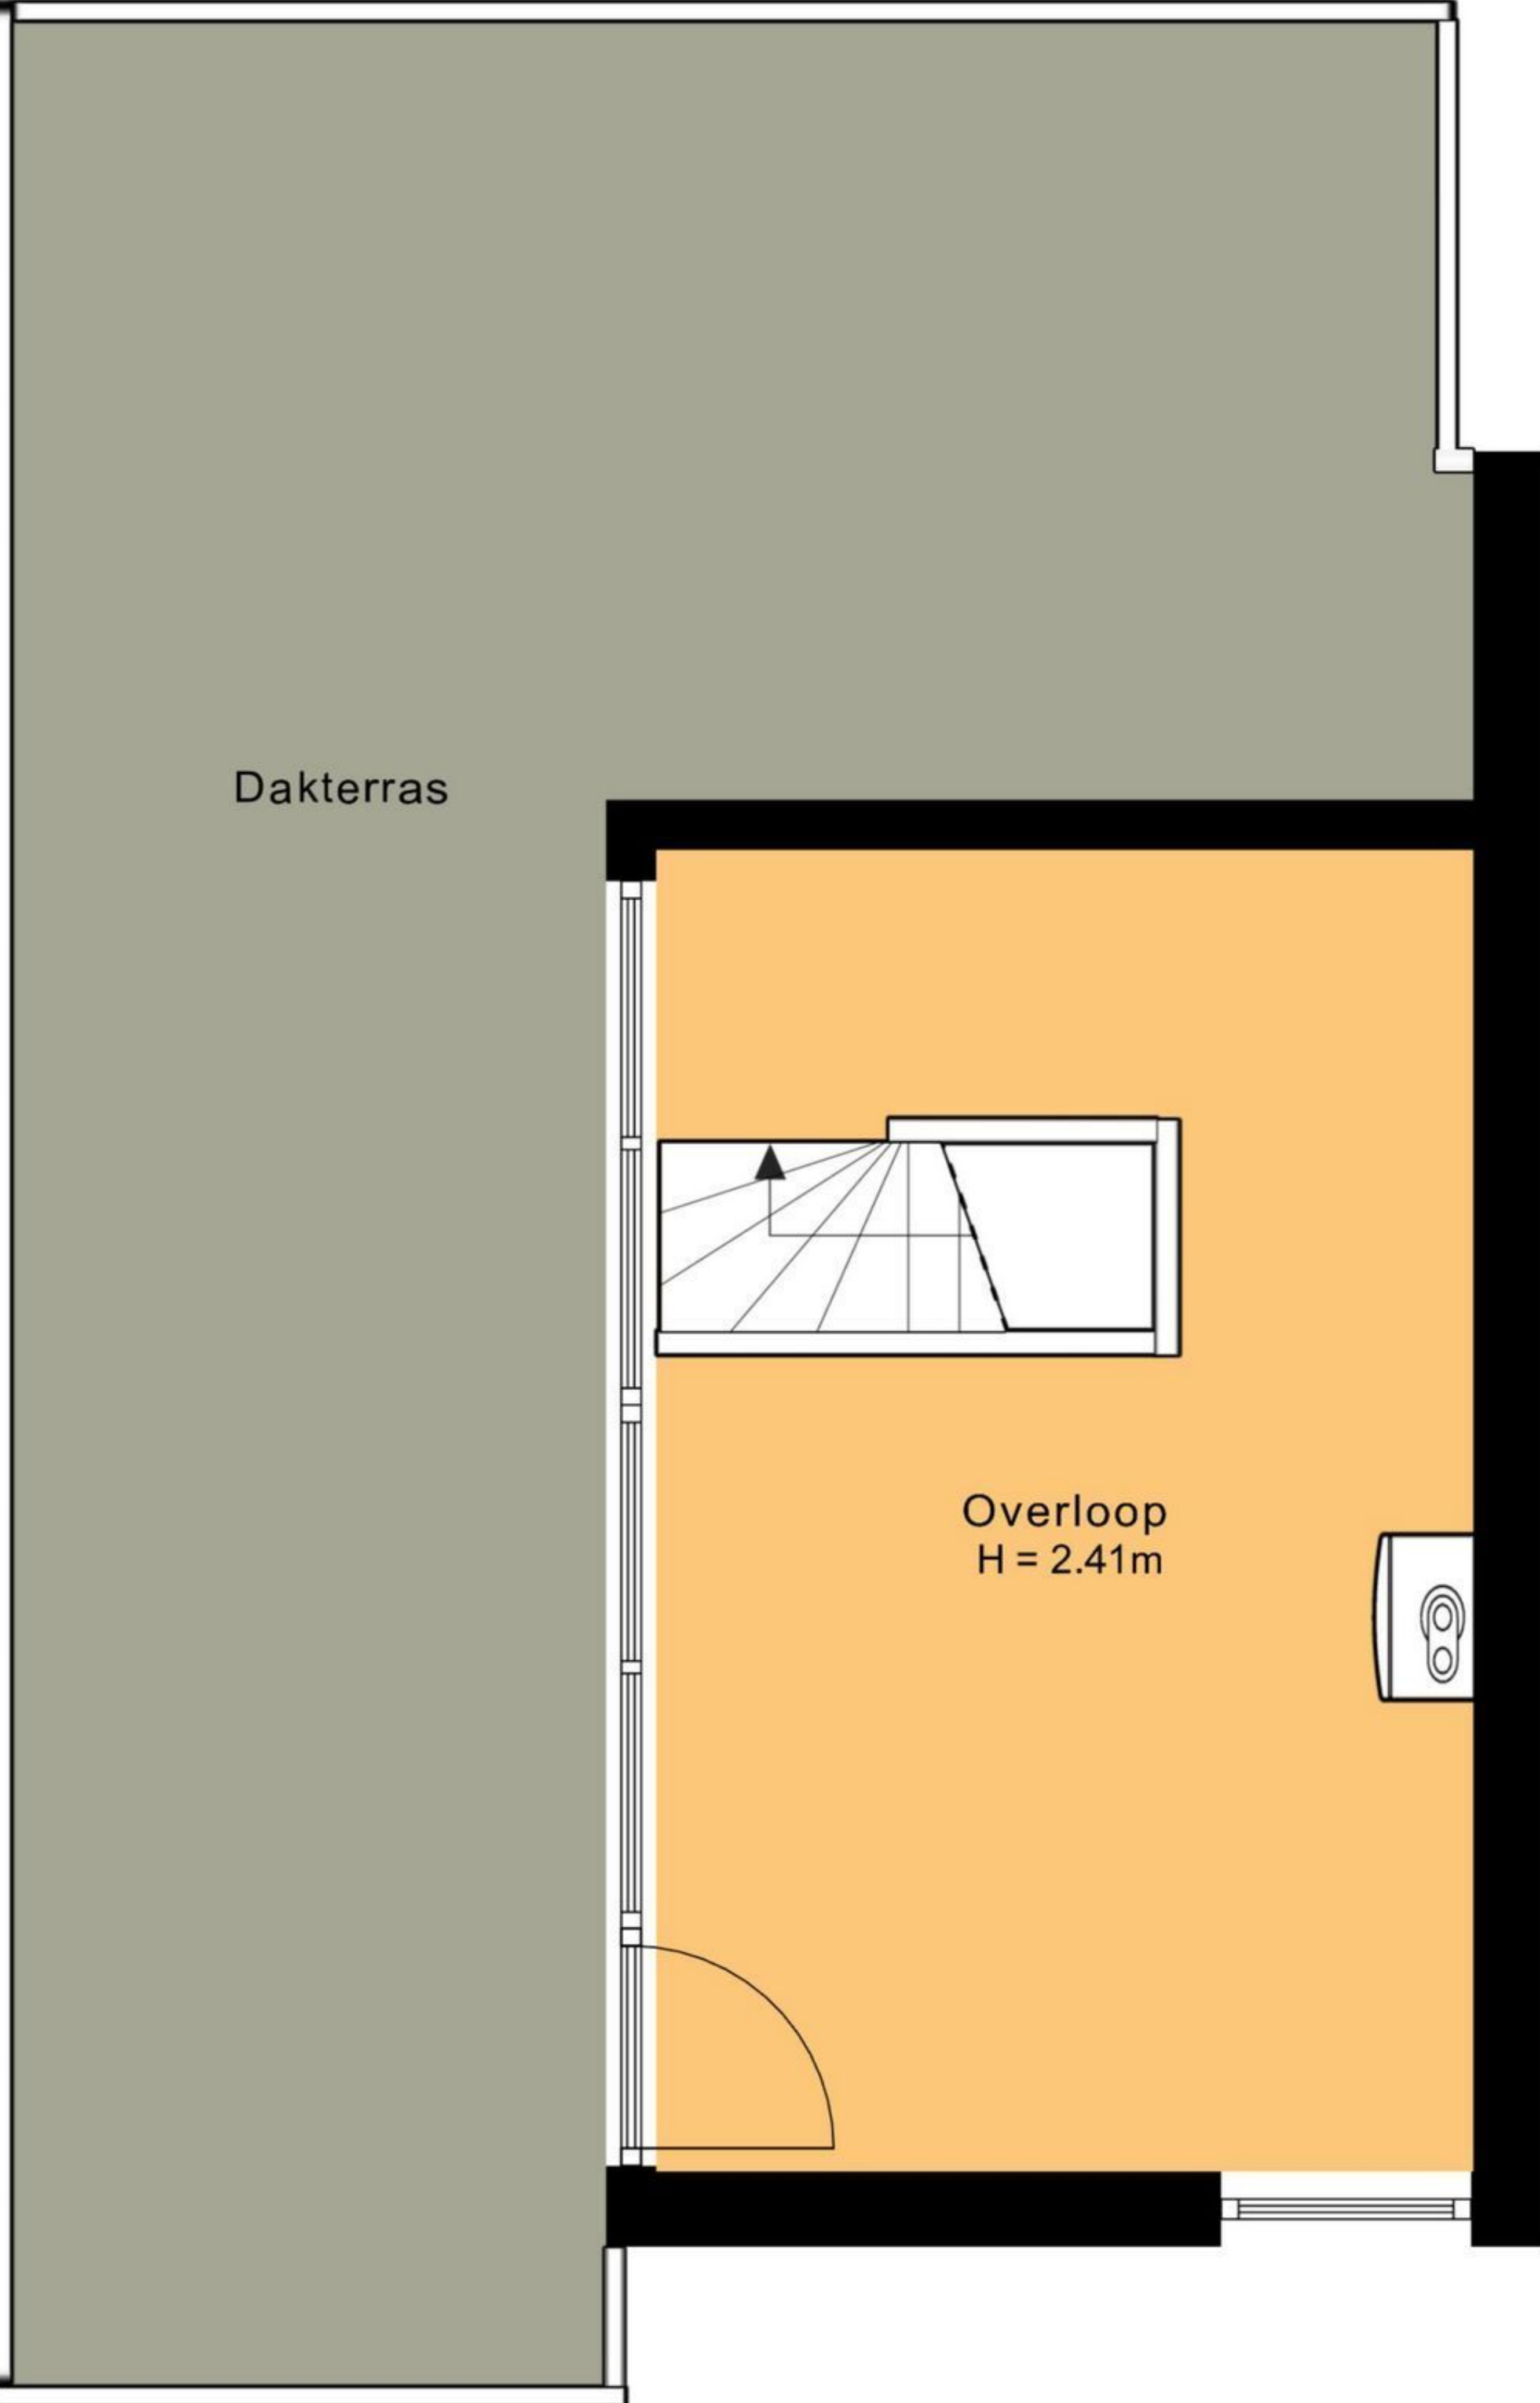 Dakterras
Overloop
H = 2.41m